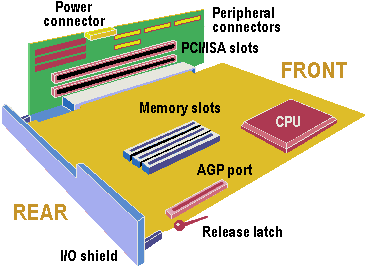 Power
connector
Peripheral
connectors
PCI/ISA slots
FRONT
Memory slots
CPU
AGP port
REAR
Release latch
I/O shield